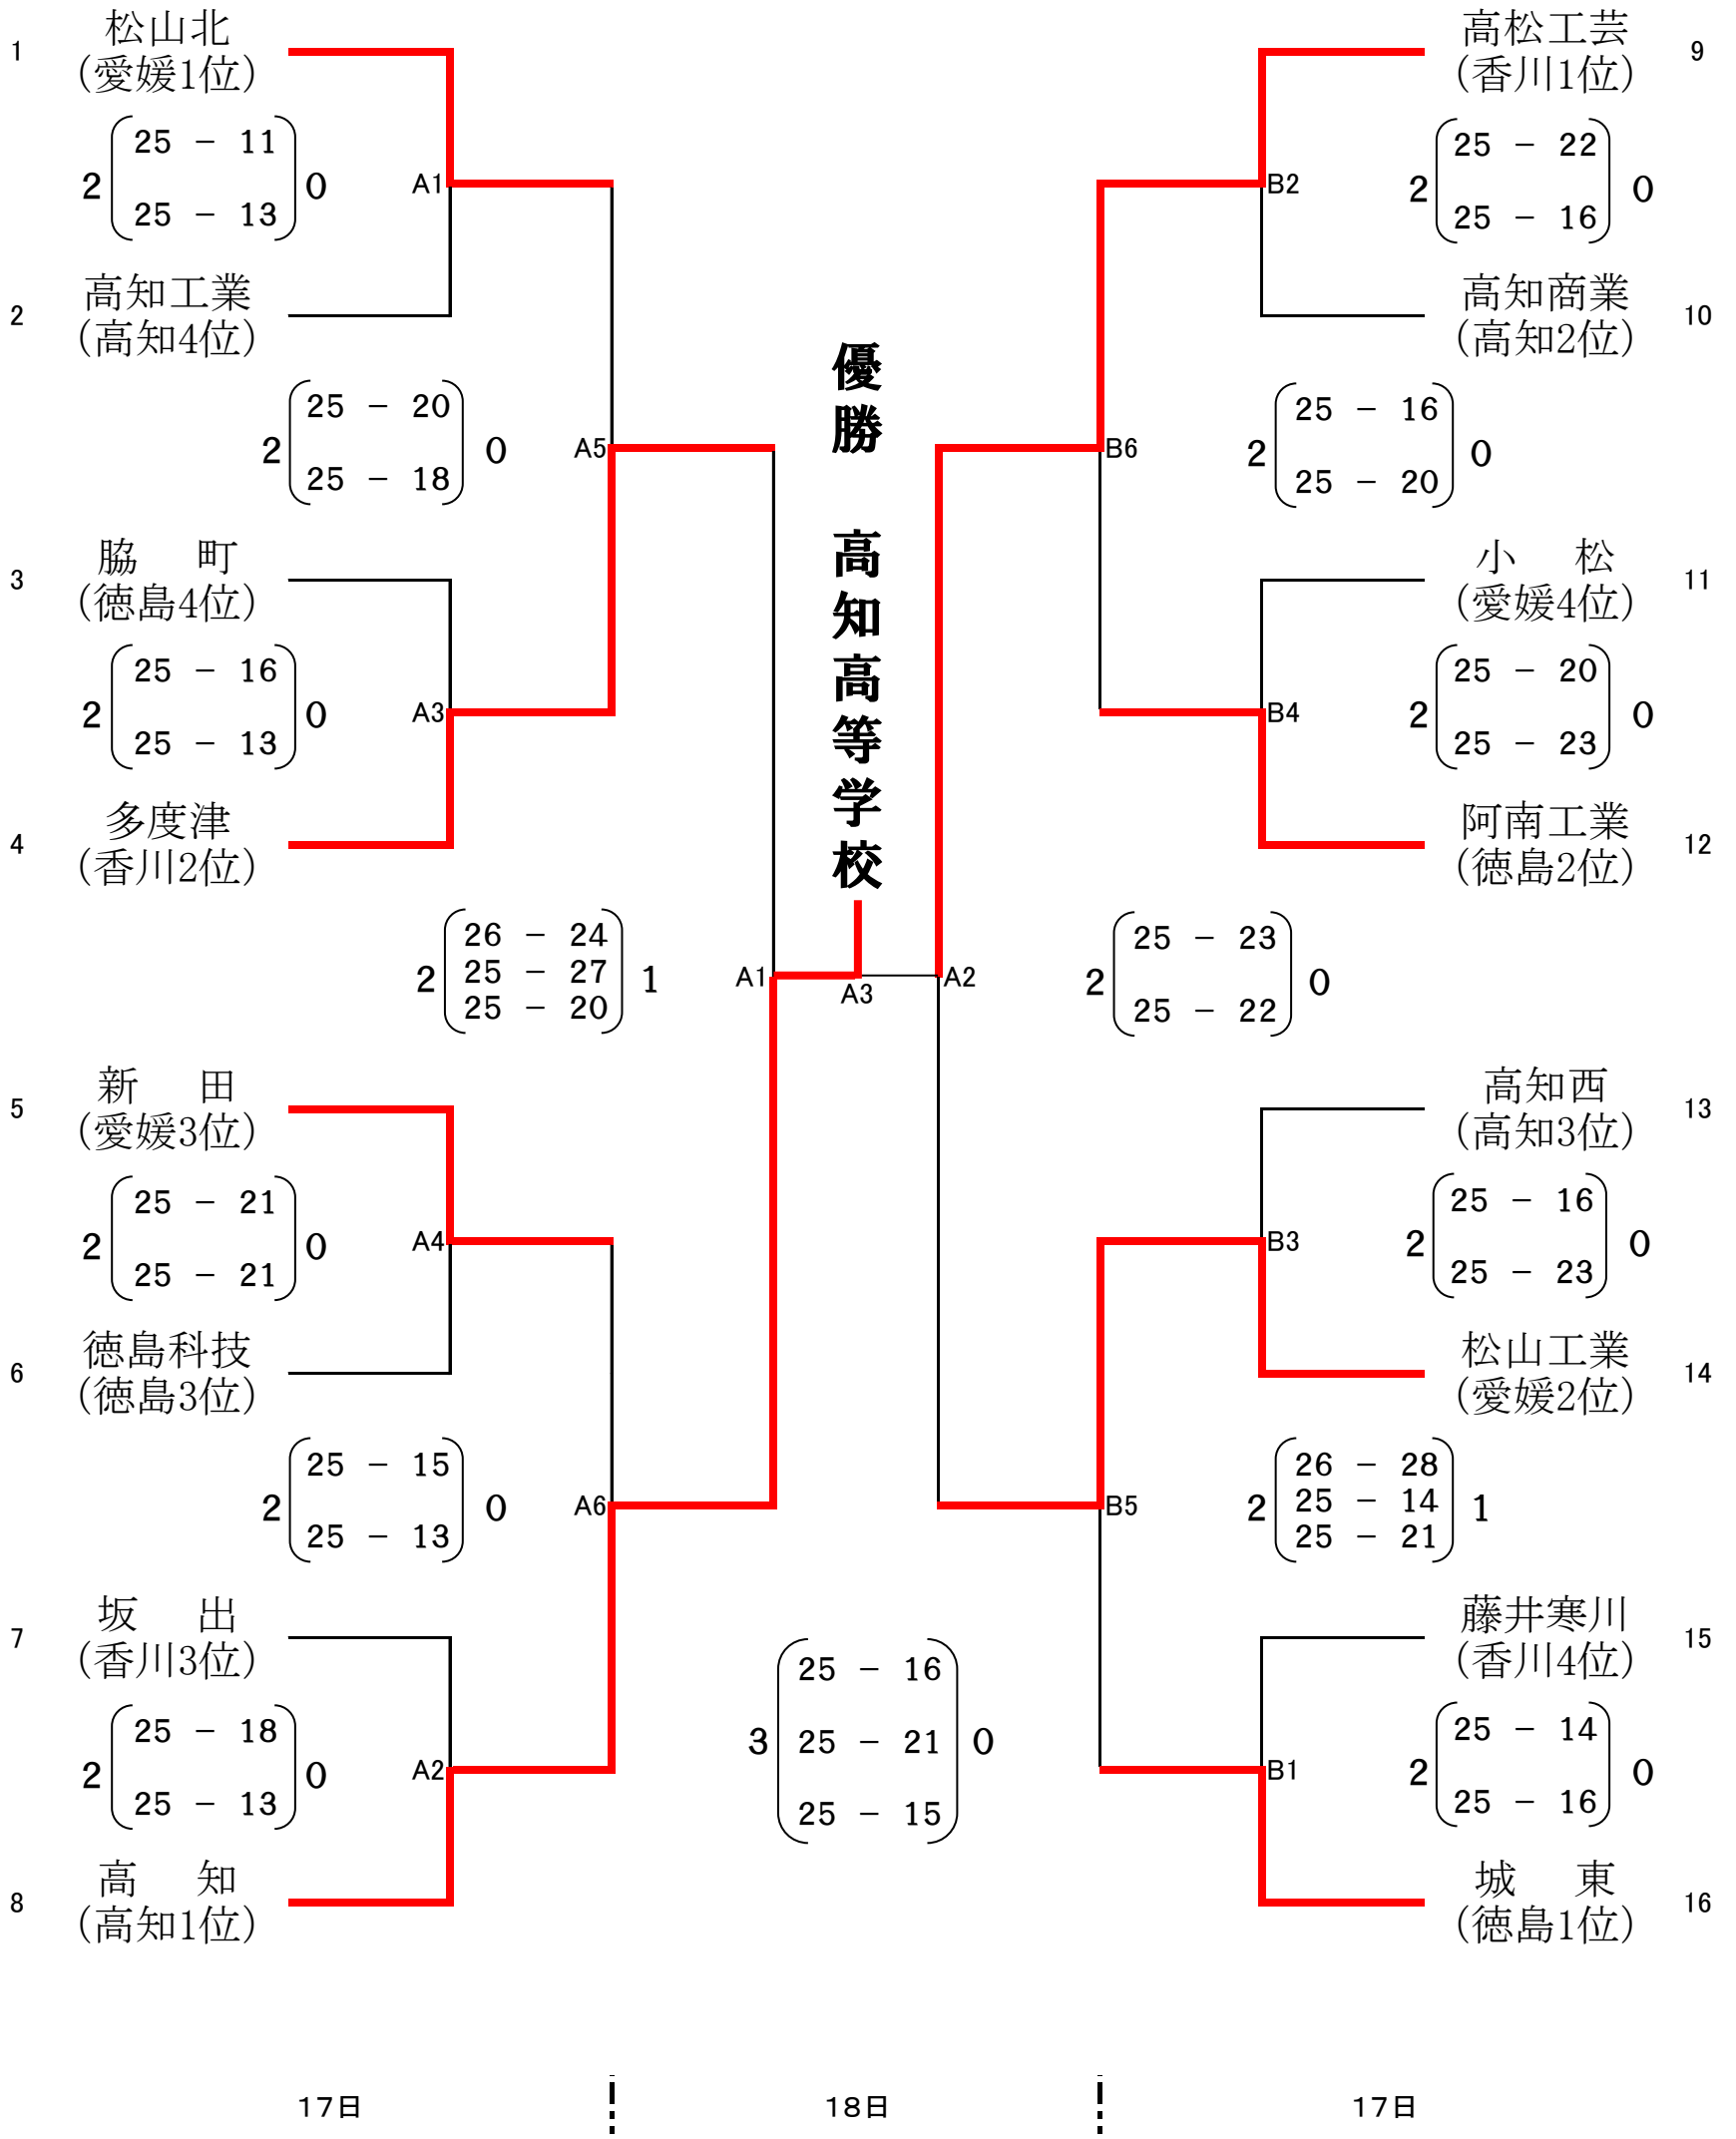 1
松山北
(愛媛1位)
2
25 － 11
25 － 13
0
A1
2
高知工業
(高知4位)
2
25 － 20
25 － 18
0
A5
3
脇　町
(徳島4位)
2
25 － 16
25 － 13
0
A3
4
多度津
(香川2位)
2
26 － 24
25 － 27
25 － 20
1
A1
5
新　田
(愛媛3位)
2
25 － 21
25 － 21
0
A4
6
徳島科技
(徳島3位)
2
25 － 15
25 － 13
0
A6
7
坂　出
(香川3位)
2
25 － 18
25 － 13
0
A2
8
高　知
(高知1位)
優勝　高知高等学校
A3
3
25 － 16
25 － 21
25 － 15
0
高松工芸
(香川1位)
9
B2
2
25 － 22
25 － 16
0
高知商業
(高知2位)
10
B6
2
25 － 16
25 － 20
0
小　松
(愛媛4位)
11
B4
2
25 － 20
25 － 23
0
阿南工業
(徳島2位)
12
A2
2
25 － 23
25 － 22
0
高知西
(高知3位)
13
B3
2
25 － 16
25 － 23
0
松山工業
(愛媛2位)
14
B5
2
26 － 28
25 － 14
25 － 21
1
藤井寒川
(香川4位)
15
B1
2
25 － 14
25 － 16
0
城　東
(徳島1位)
16
17日
18日
17日